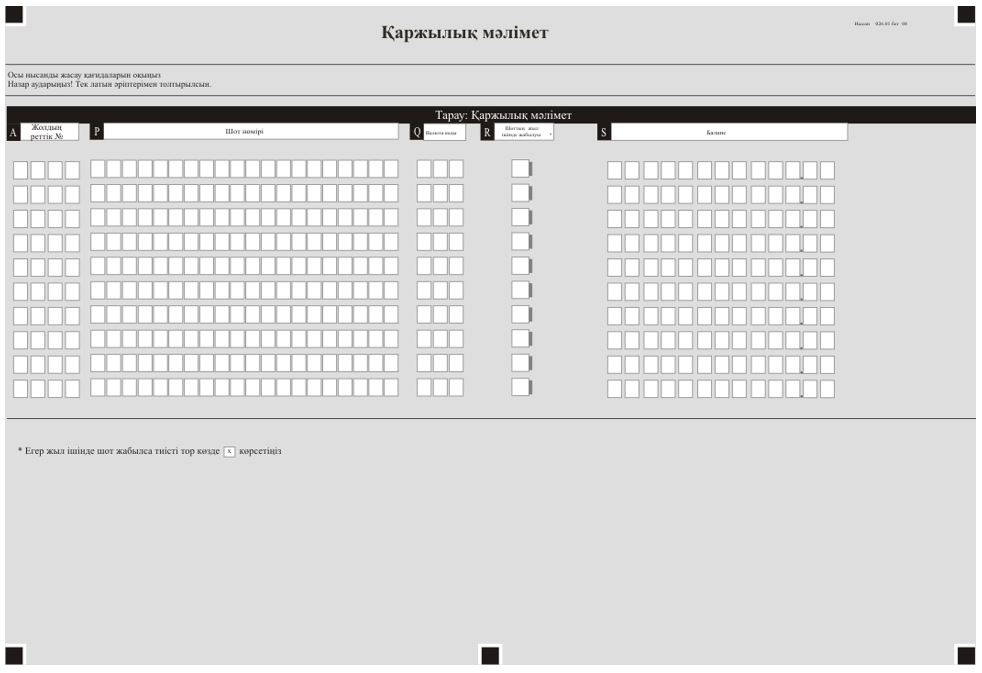 Қаржылық мәлімет
Нысан 026.01 бет 00
Осы нысанды жасау қағидаларын оқыңыз
Назар аударыңыз! Тек латын әріптерімен толтырылсын.
Тарау: Қаржылық мәлімет
A Жолдың реттік № P Шот нөмірі Q Валюта коды R Шоттың жыл ішінде жабылуы * S Баланс
* Егер жыл ішінде шот жабылса тиісті тор көзде x көрсетіңіз